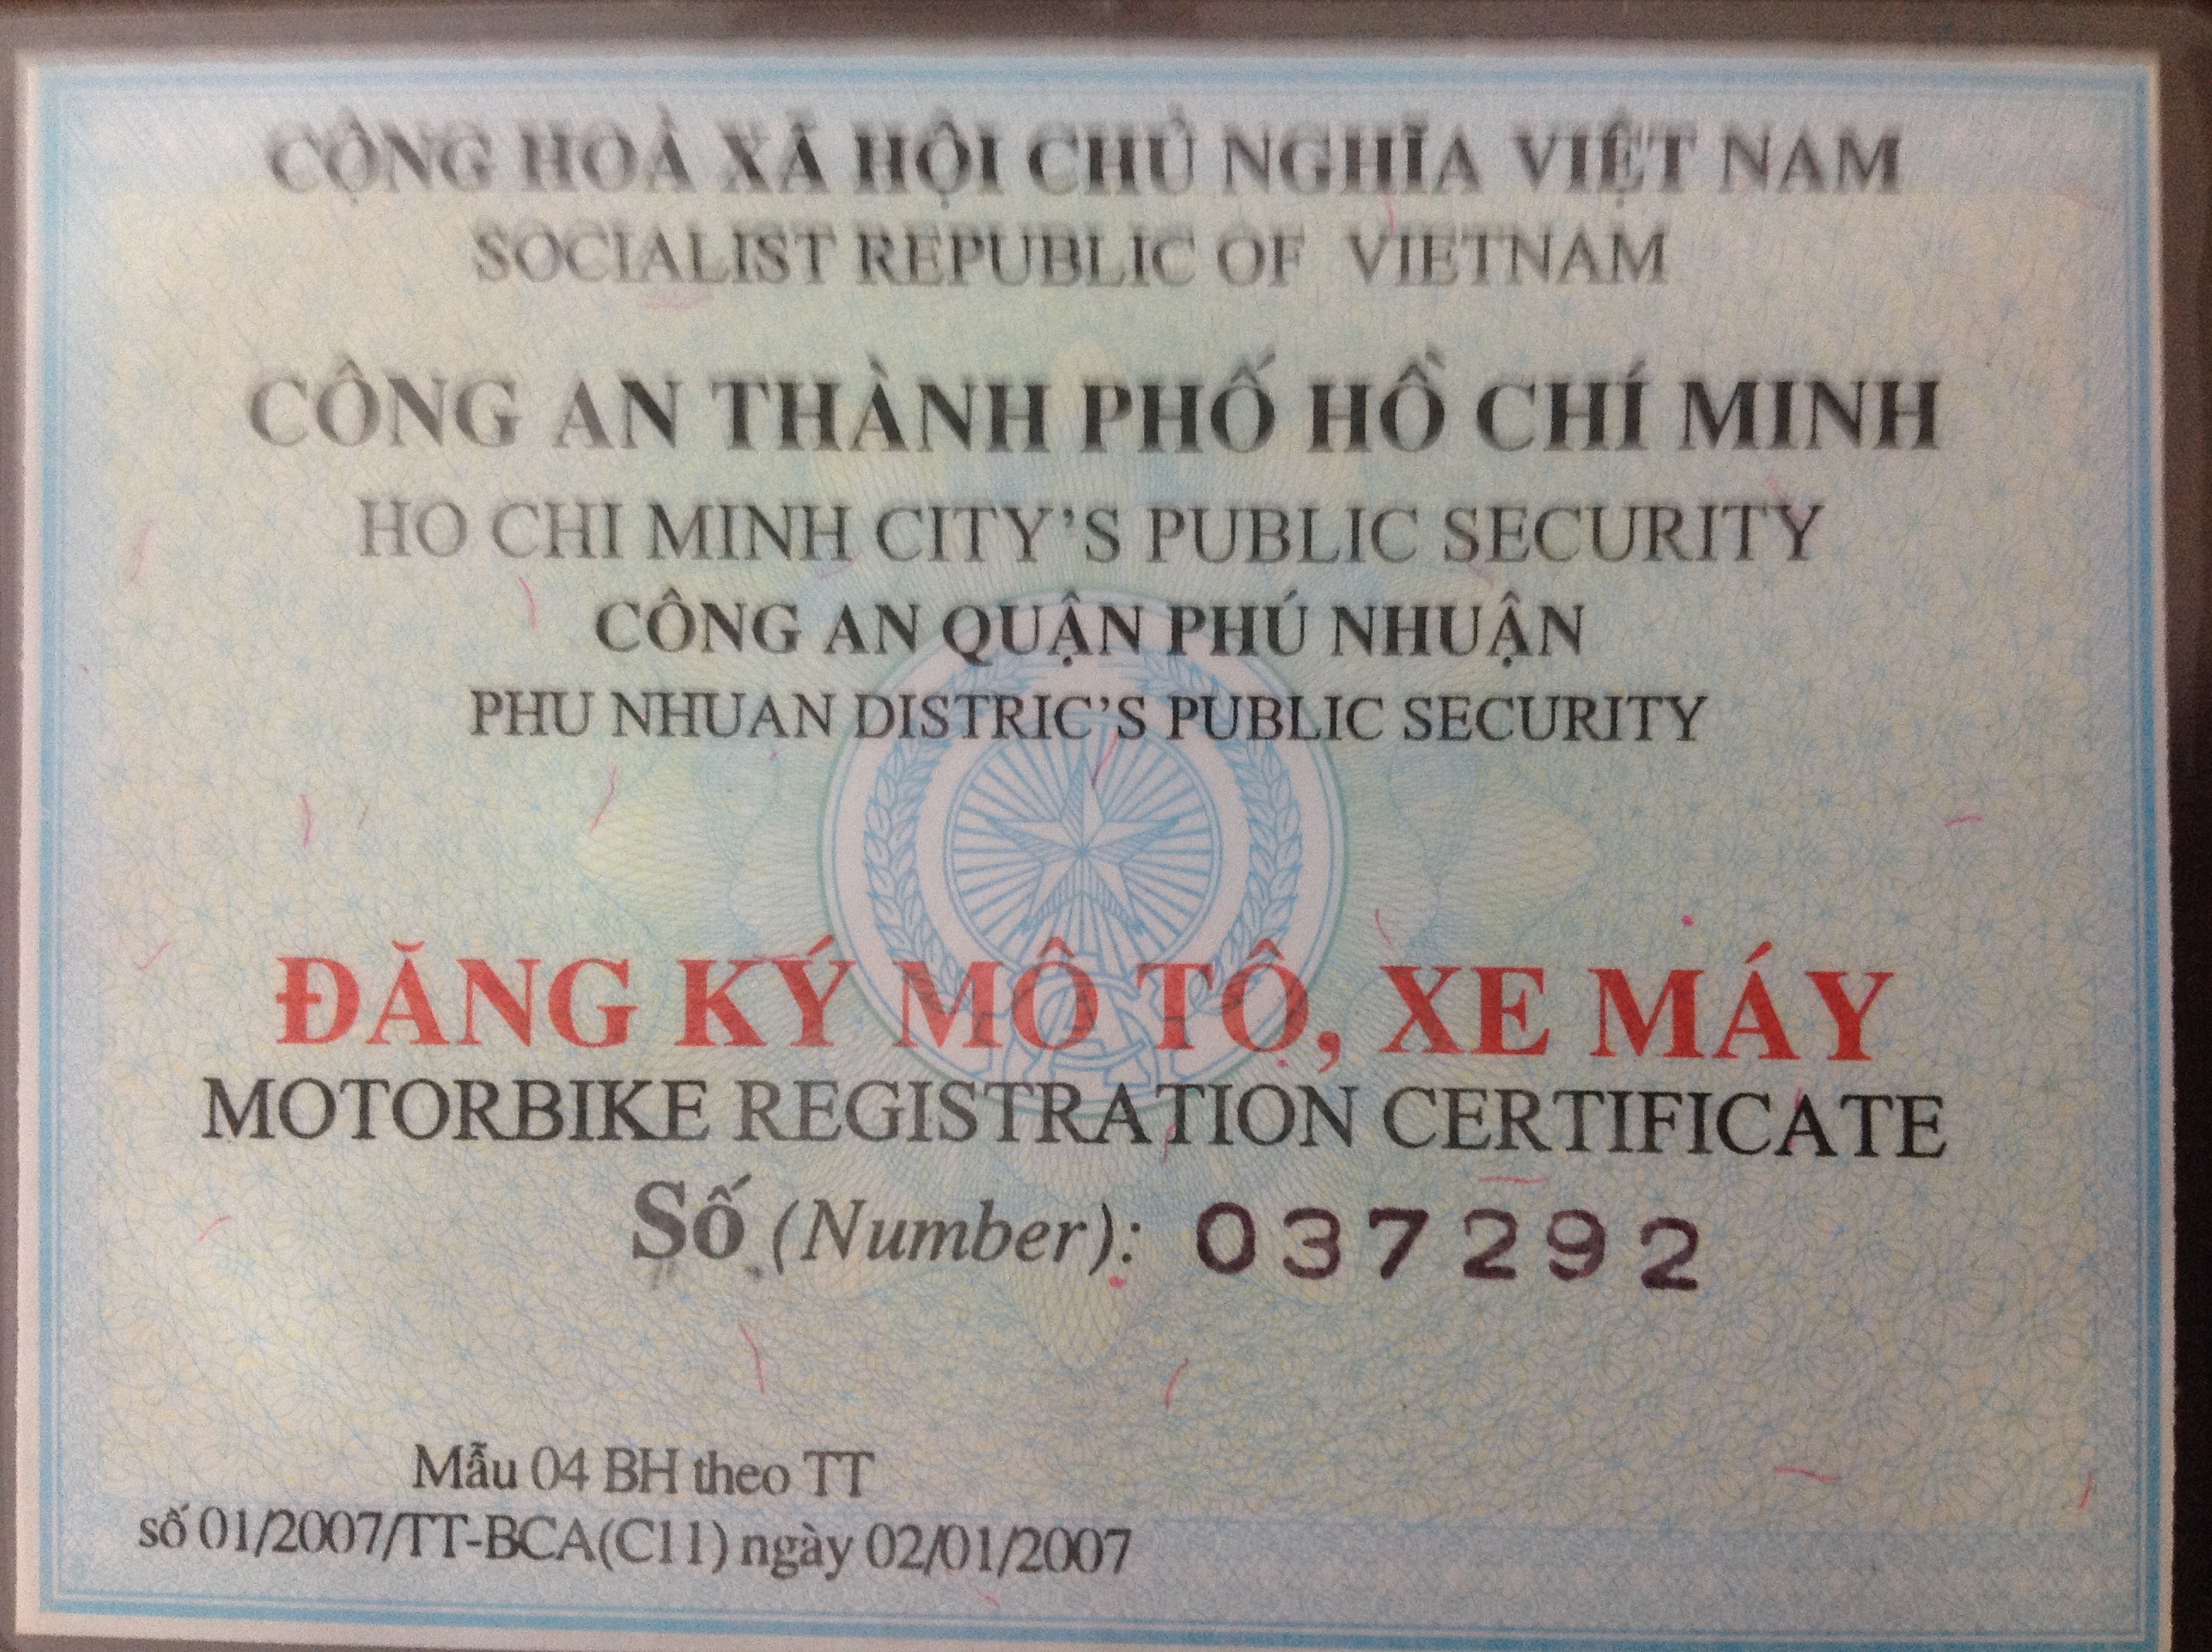 CỘNG HOÀ XÃ HỘI CHỦ NGHĨA VIỆT NAM
SOCIALIST REPUBLIC OF VIETNAM
CÔNG AN THÀNH PHỐ HỒ CHÍ MINH
HO CHI MINH CITY'S PUBLIC SECURITY
CÔNG AN QUẬN PHÚ NHUẬN
PHU NHUAN DISTRIC'S PUBLIC SECURITY
ĐĂNG KÝ MÔ TÔ, XE MÁY
MOTORBIKE REGISTRATION CERTIFICATE
Số (Number): 037292
Mẫu 04 BH theo TT
số 01/2007/TT-BCA(C11) ngày 02/01/2007